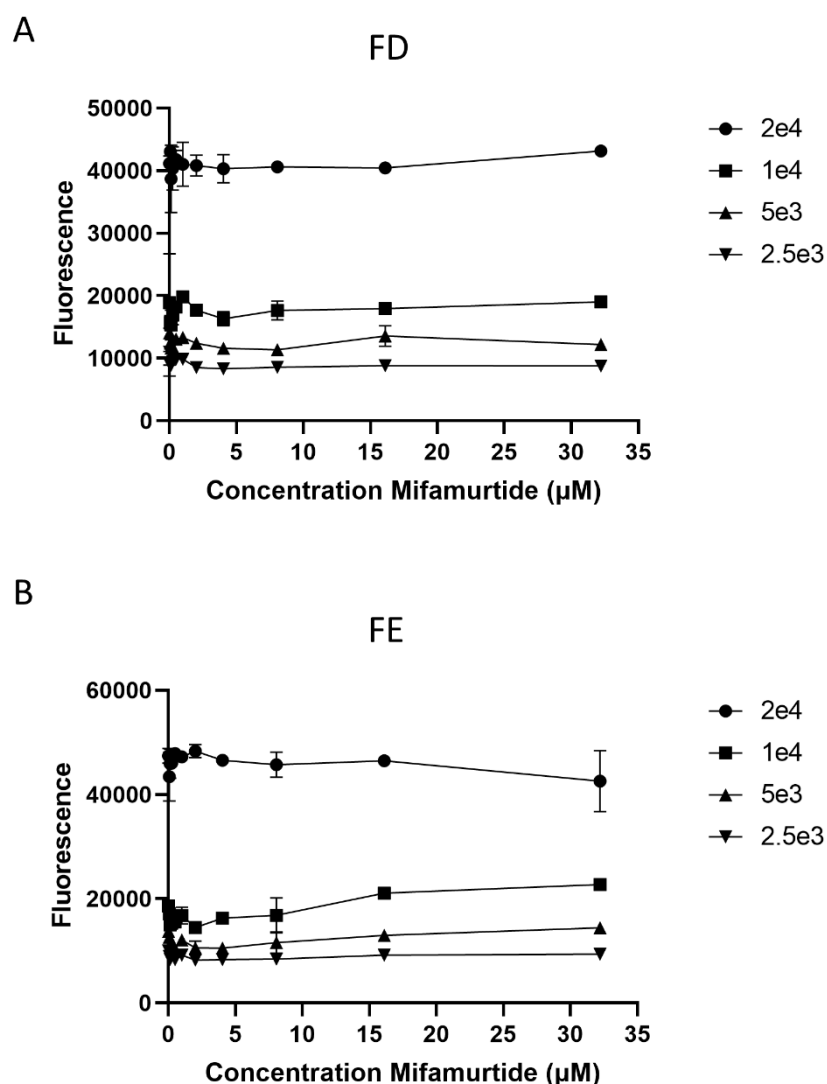 A
FD
50000
40000
30000
20000
10000
0
Fluorescence
0 5 10 15 20 25 30 35
Concentration Mifamurtide (µM)
2e4
1e4
5e3
2.5e3
B
FE
60000
40000
20000
0
Fluorescence
0 5 10 15 20 25 30 35
Concentration Mifamurtide (µM)
2e4
1e4
5e3
2.5e3